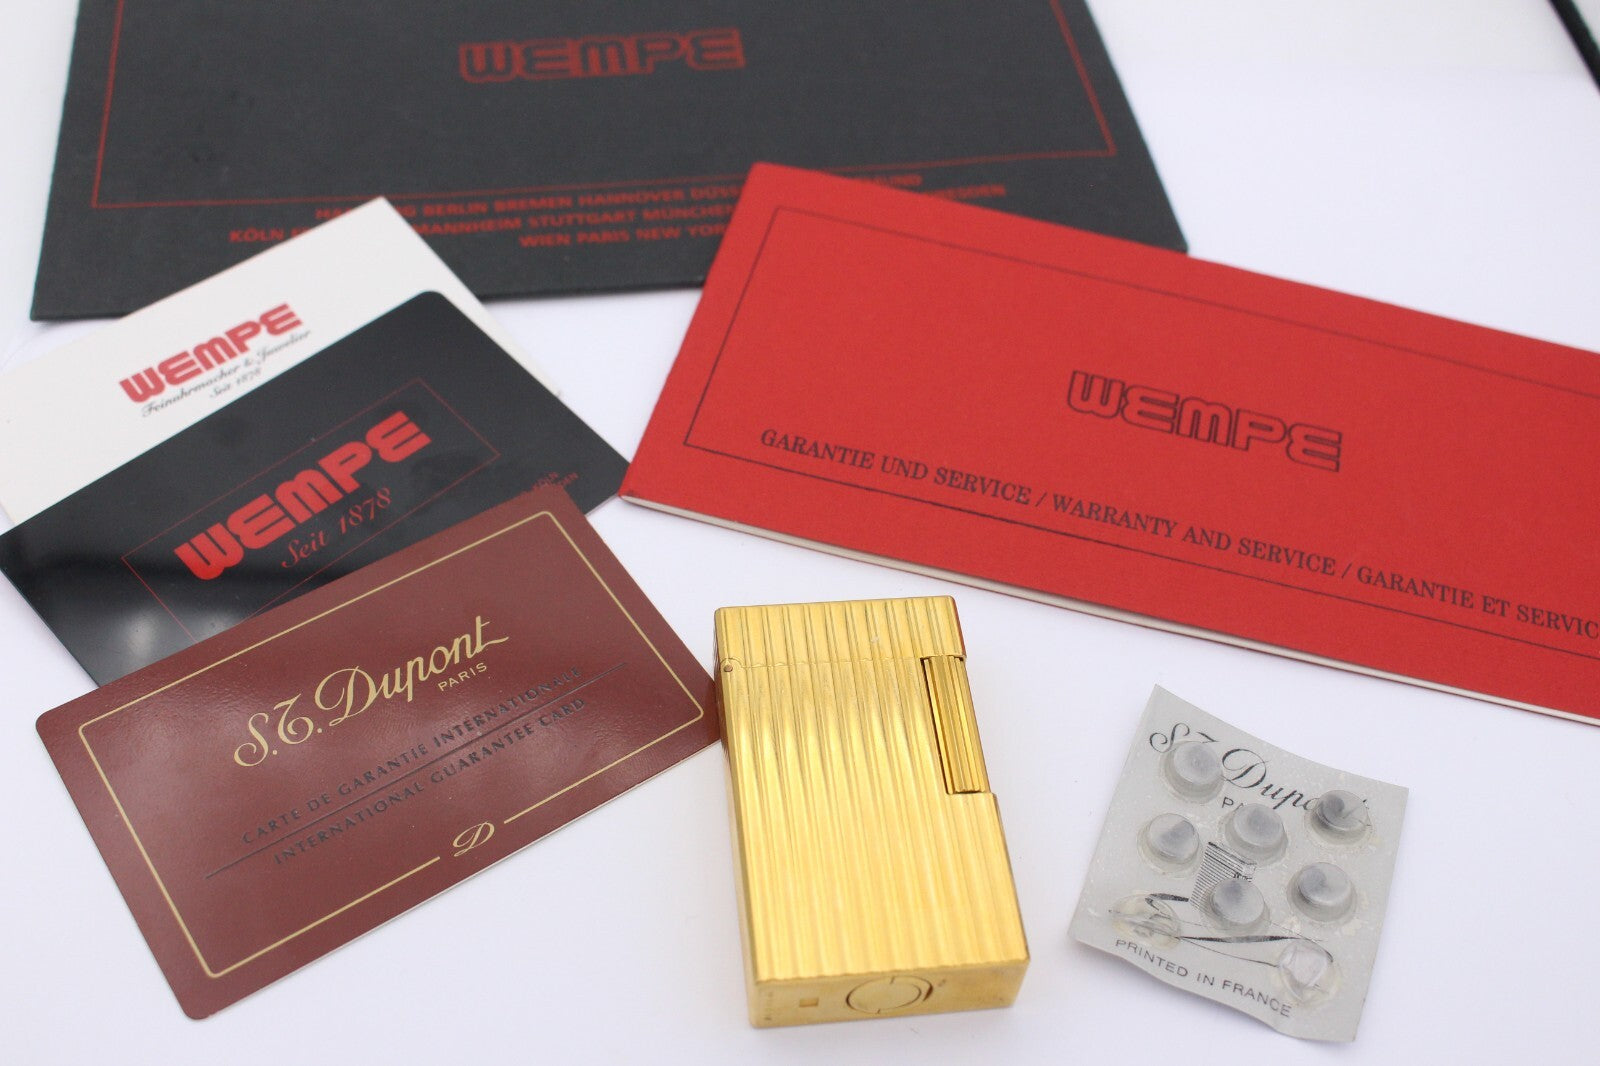 WEMPE
BERLIN BREMEN HANNOVER
KÖLN MANNHEIM STUTTGART
WIEN PARIS NEW YORK
WEMPE
Feinuhrmacher & Juwelier
Seit 1878
WEMPE
Seit 1878
S.T. Dupont
PARIS
CARTE DE GARANTIE INTERNATIONALE
INTERNATIONAL GUARANTEE CARD
D
WEMPE
GARANTIE UND SERVICE / WARRANTY AND SERVICE / GARANTIE ET SERVIC
S.T. Dupont
PRINTED IN FRANCE